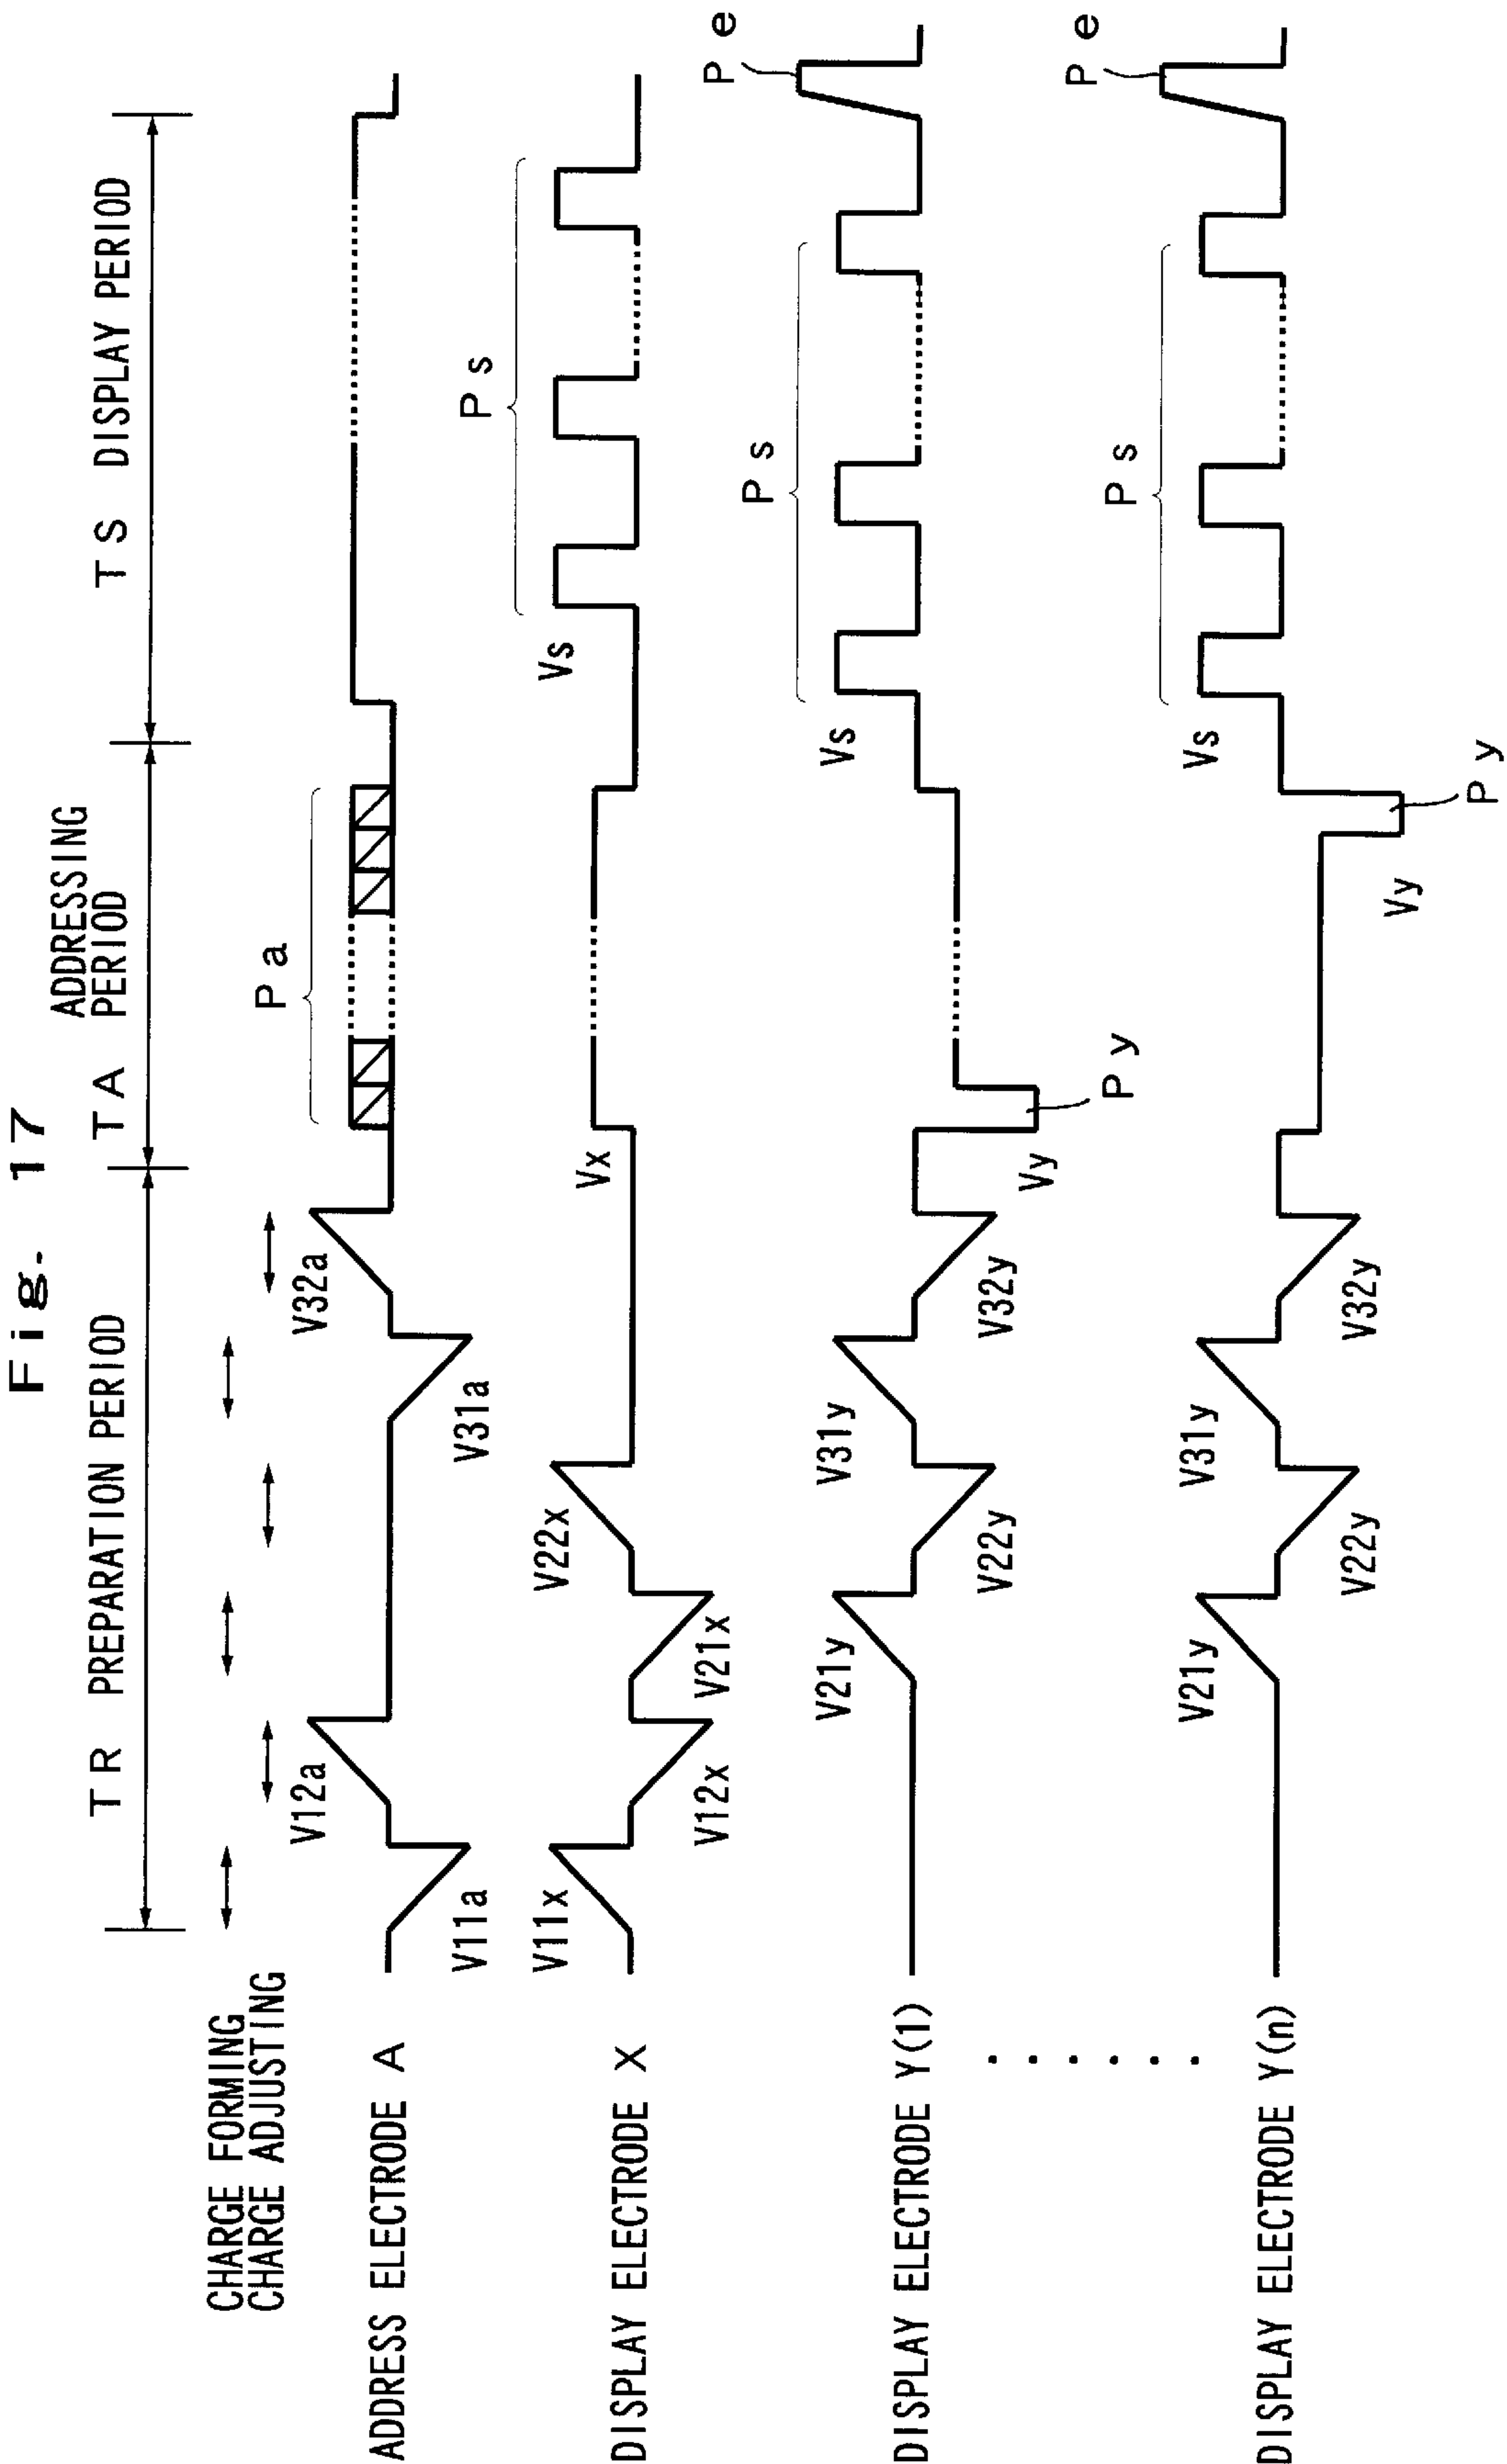 Fig. 17
TR PREPARATION PERIOD
TA ADDRESSING
PERIOD
TS DISPLAY PERIOD
CHARGE FORMING
CHARGE ADJUSTING
ADDRESS ELECTRODE A
V11a
V12a
V31a
V32a
Pa
DISPLAY ELECTRODE X
V11x
V12x
V21x
V22x
Vx
Vs
Ps
DISPLAY ELECTRODE Y(1)
V21y
V22y
V31y
V32y
Vy
Py
Vs
Ps
Pe
DISPLAY ELECTRODE Y(n)
V21y
V22y
V31y
V32y
Vy
Py
Vs
Ps
Pe